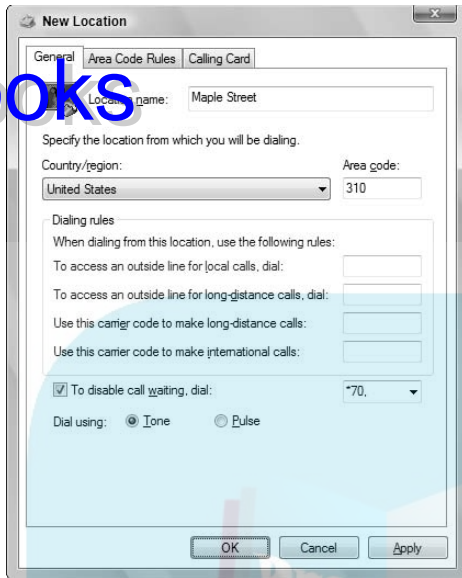 New Location
General Area Code Rules Calling Card
ooks
Location name: Maple Street
Specify the location from which you will be dialing.
Country/region: Area code:
United States 310
Dialing rules
When dialing from this location, use the following rules:
To access an outside line for local calls, dial:
To access an outside line for long-distance calls, dial:
Use this carrier code to make long-distance calls:
Use this carrier code to make international calls:
To disable call waiting, dial: *70,
Dial using: Tone Pulse
OK Cancel Apply